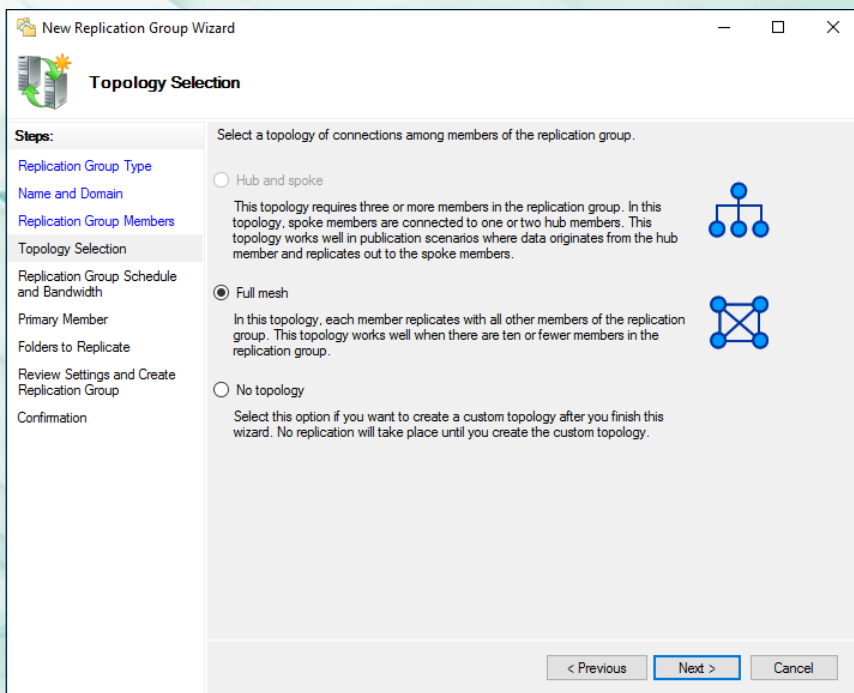 New Replication Group Wizard
Topology Selection
Steps:
Replication Group Type
Name and Domain
Replication Group Members
Topology Selection
Replication Group Schedule
and Bandwidth
Primary Member
Folders to Replicate
Review Settings and Create
Replication Group
Confirmation
Select a topology of connections among members of the replication group.
Hub and spoke
This topology requires three or more members in the replication group. In this
topology, spoke members are connected to one or two hub members. This
topology works well in publication scenarios where data originates from the hub
member and replicates out to the spoke members.
Full mesh
In this topology, each member replicates with all other members of the replication
group. This topology works well when there are ten or fewer members in the
replication group.
No topology
Select this option if you want to create a custom topology after you finish this
wizard. No replication will take place until you create the custom topology.
< Previous
Next >
Cancel